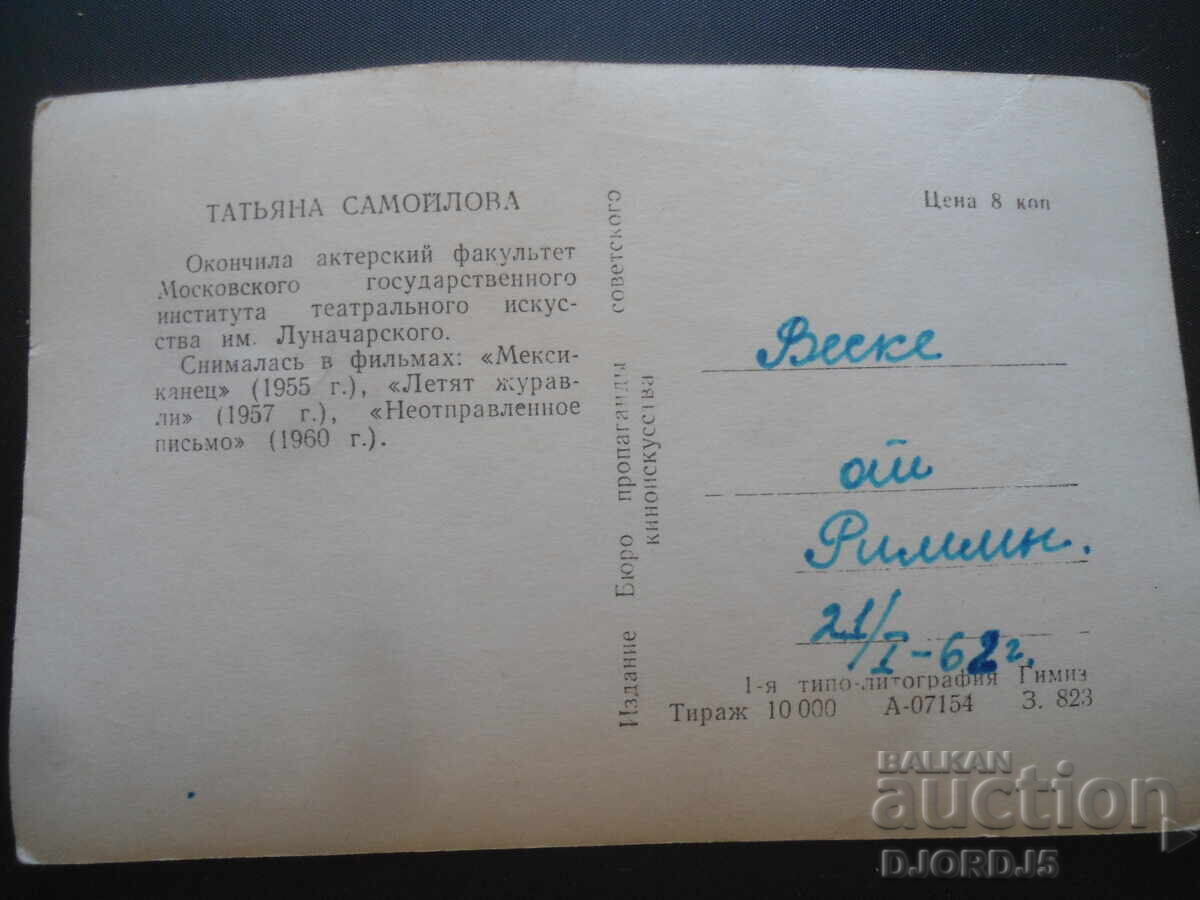 ТАТЬЯНА САМОЙЛОВА
Окончила актерский факультет
Московского государственного
института театрального искус-
ства им. Луначарского.
Снималась в фильмах: «Мекси-
канец» (1955 г.), «Летят журав-
ли» (1957 г.), «Неотправленное
письмо» (1960 г.).
Издание Бюро пропаганды советского
киноискусства
Цена 8 коп
Веске
от
21/I-62г.
1-я типо-литография Гимиз
Тираж 10 000 А-07154 З. 823
BALKAN
auction
DJORDJ5